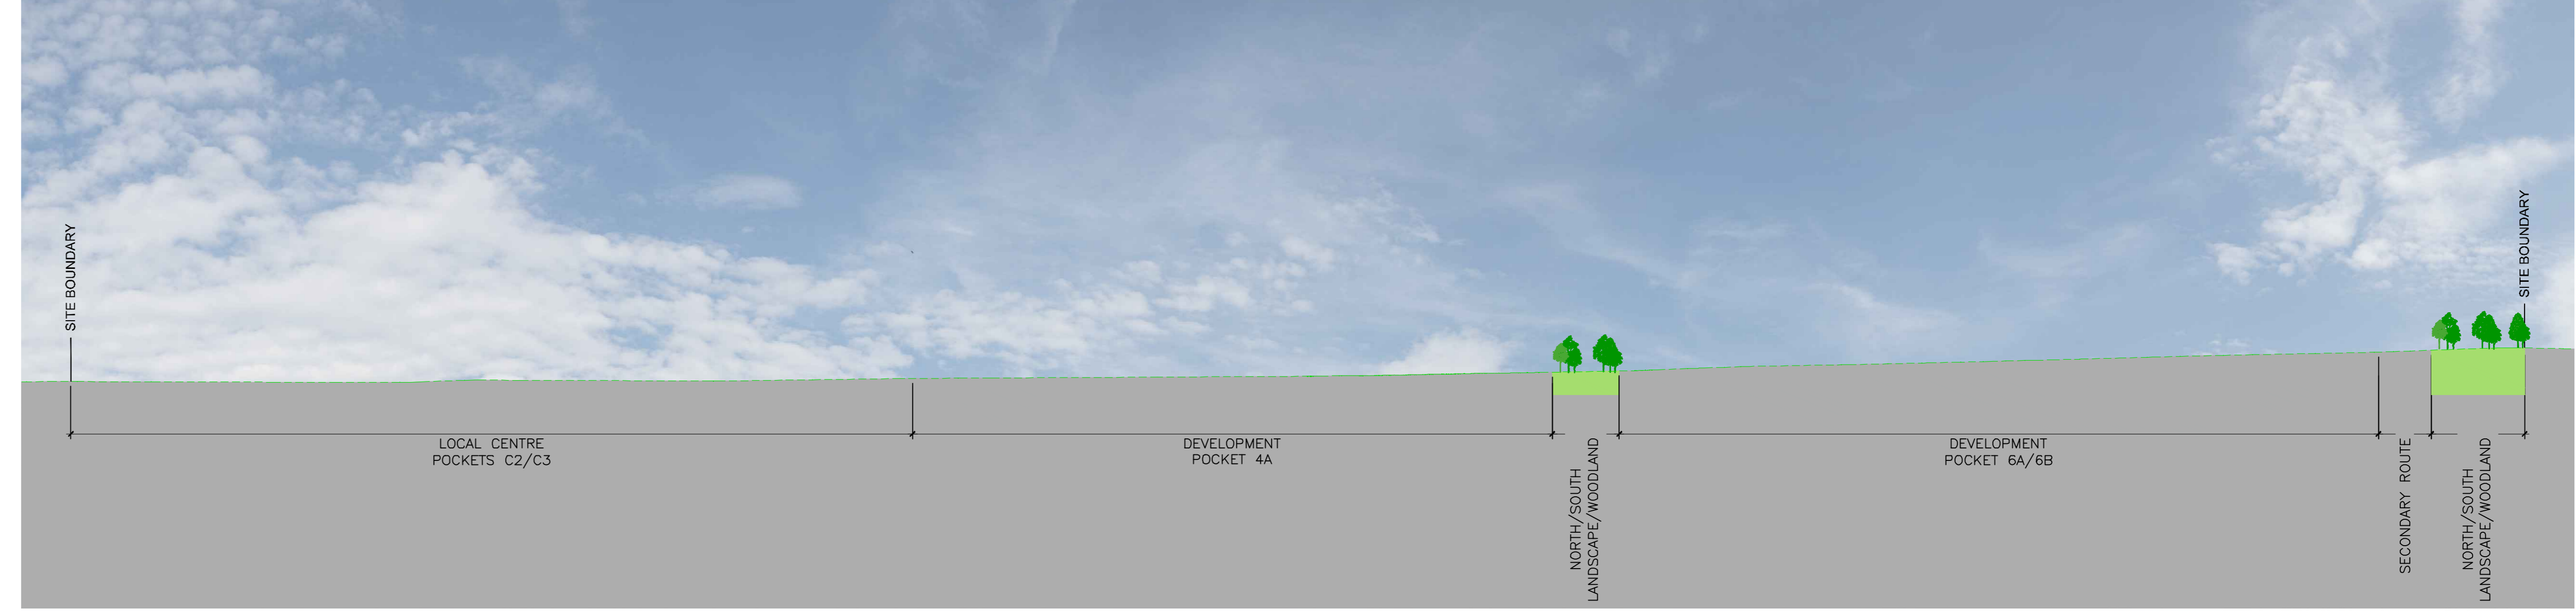 SITE BOUNDARY
LOCAL CENTRE
POCKETS C2/C3
DEVELOPMENT
POCKET 4A
NORTH/SOUTH
LANDSCAPE/WOODLAND
DEVELOPMENT
POCKET 6A/6B
SECONDARY ROUTE
NORTH/SOUTH
LANDSCAPE/WOODLAND
SITE BOUNDARY